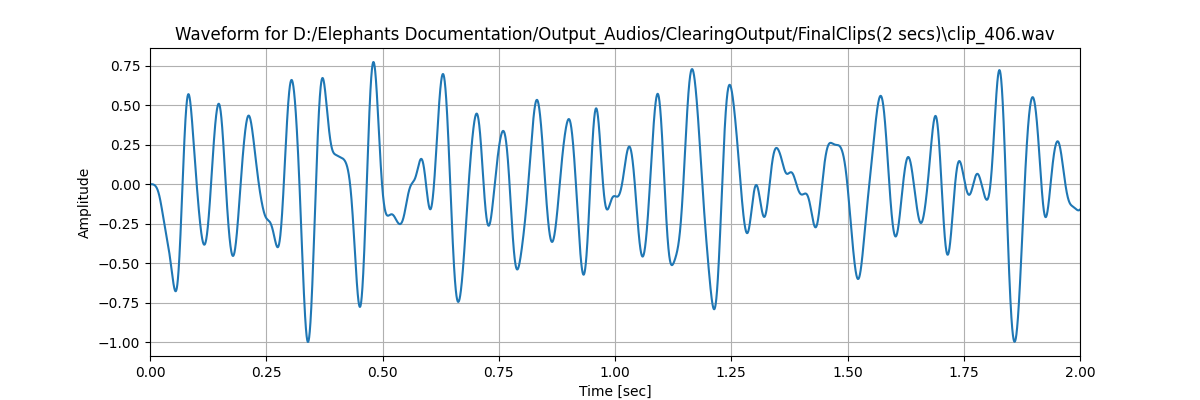 Waveform for D:/Elephants Documentation/Output_Audios/ClearingOutput/FinalClips(2 secs)\clip_406.wav
0.75
0.50
0.25
0.00
−0.25
−0.50
−0.75
−1.00
Amplitude
0.00 0.25 0.50 0.75 1.00 1.25 1.50 1.75 2.00
Time [sec]